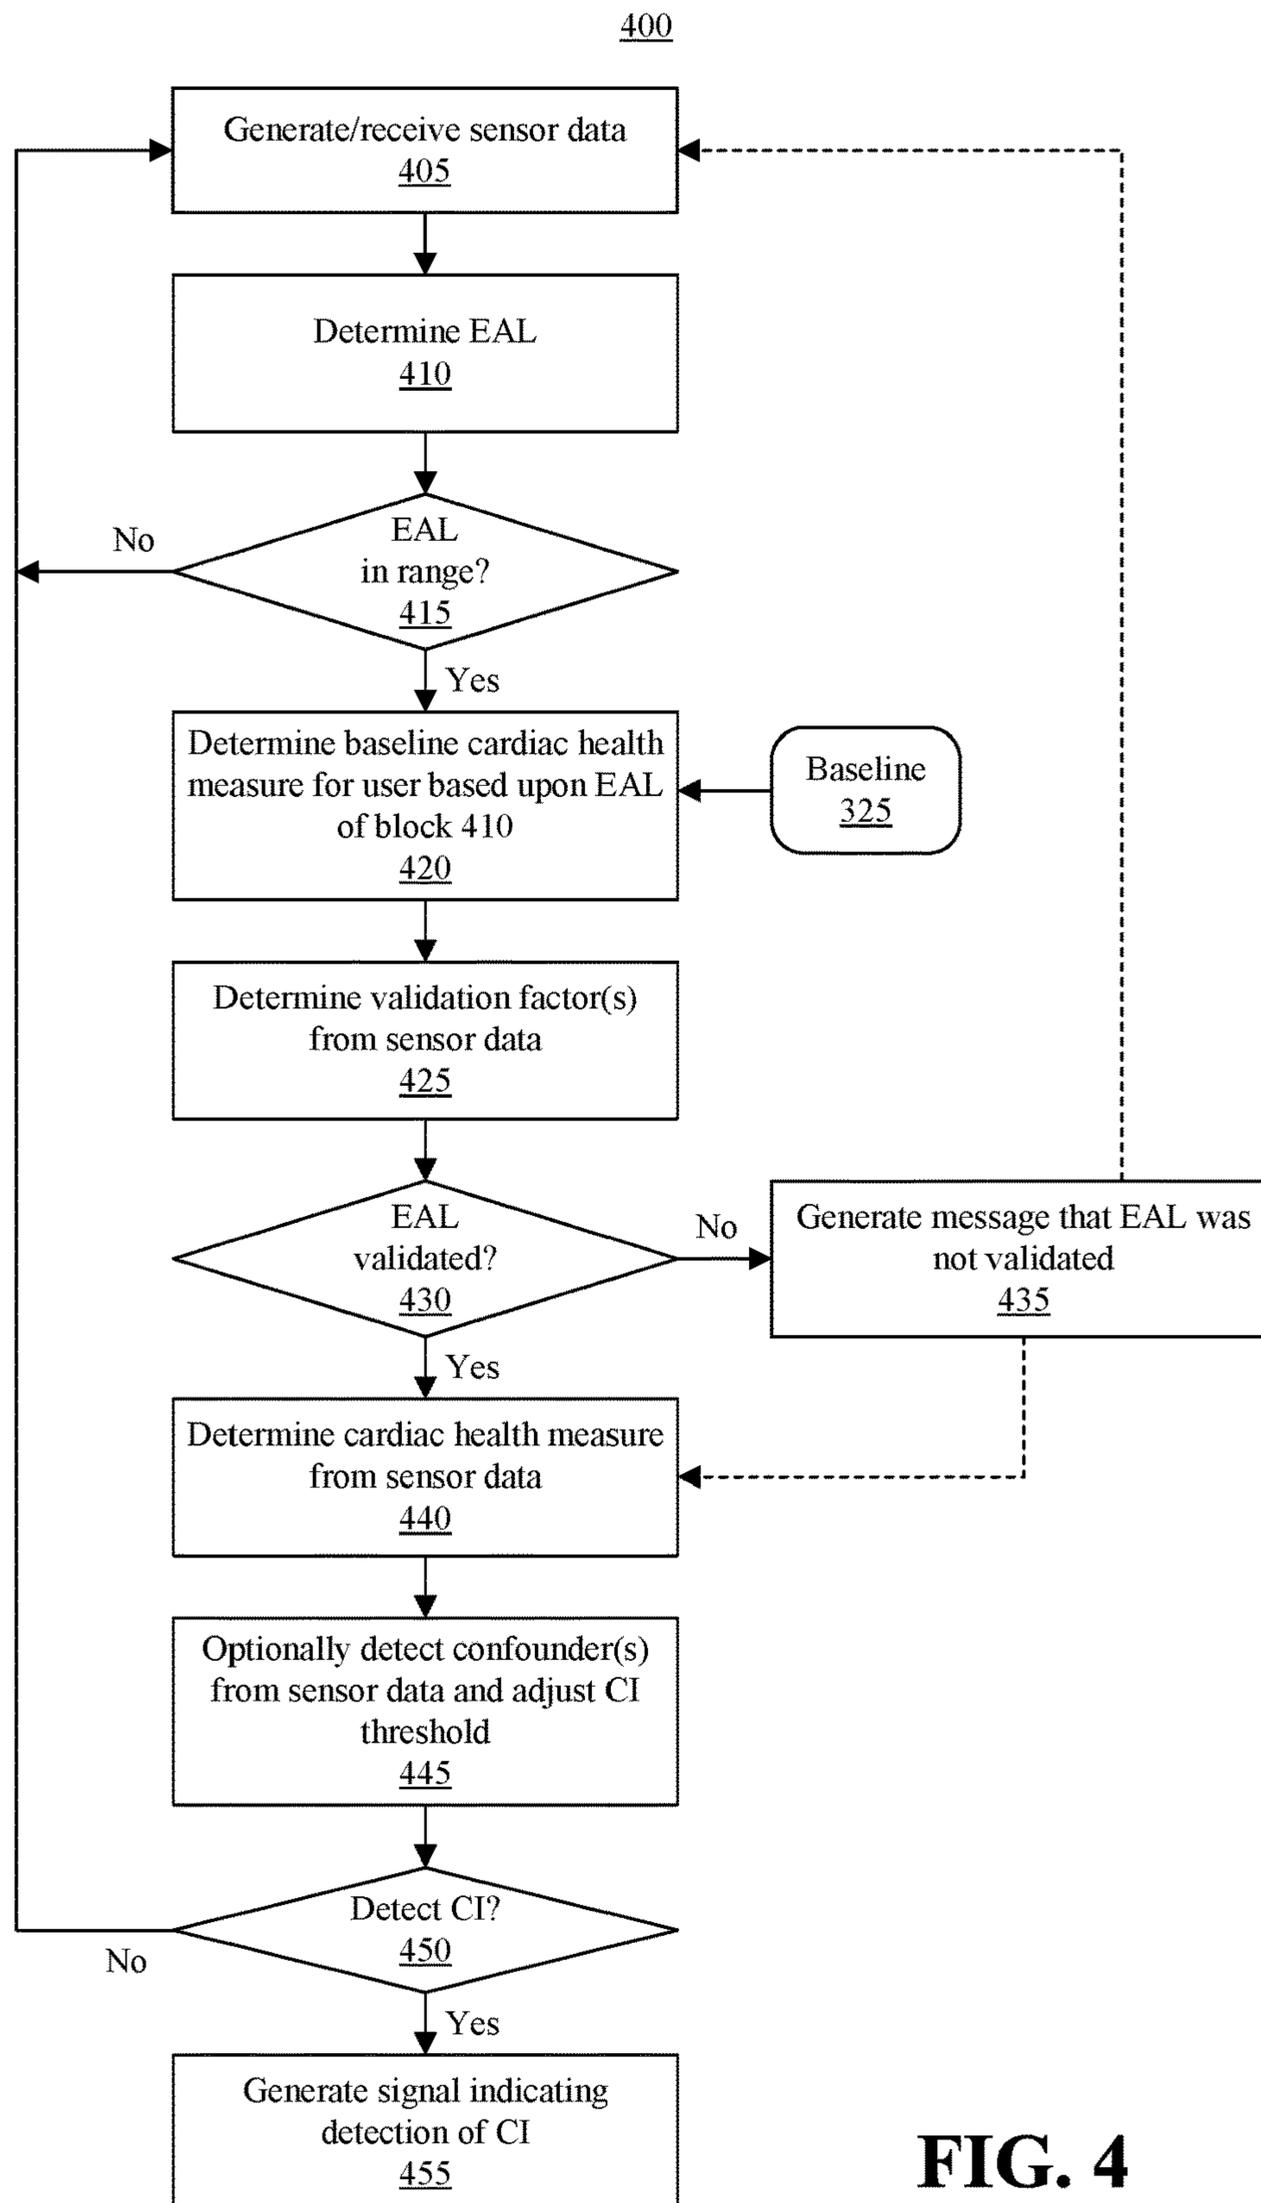 400
Generate/receive sensor data
405
Determine EAL
410
EAL
in range?
415
No
Yes
Determine baseline cardiac health
measure for user based upon EAL
of block 410
420
Baseline
325
Determine validation factor(s)
from sensor data
425
EAL
validated?
430
No
Generate message that EAL was
not validated
435
Yes
Determine cardiac health measure
from sensor data
440
Optionally detect confounder(s)
from sensor data and adjust CI
threshold
445
Detect CI?
450
No
Yes
Generate signal indicating
detection of CI
455
FIG. 4